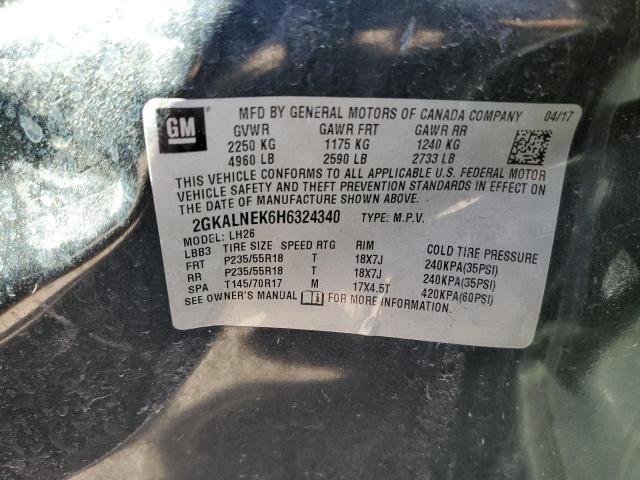 GM
MFD BY GENERAL MOTORS OF CANADA COMPANY 04/17
GVWR GAWR FRT GAWR RR
2250 KG 1175 KG 1240 KG
4960 LB 2590 LB 2733 LB
THIS VEHICLE CONFORMS TO ALL APPLICABLE U.S. FEDERAL MOTOR
VEHICLE SAFETY AND THEFT PREVENTION STANDARDS IN EFFECT ON
THE DATE OF MANUFACTURE SHOWN ABOVE.
2GKALNEK6H6324340 TYPE: M.P.V.
MODEL: LH26
LBB3 TIRE SIZE SPEED RTG RIM COLD TIRE PRESSURE
FRT P235/55R18 T 18X7J 240KPA(35PSI)
RR P235/55R18 T 18X7J 240KPA(35PSI)
SPA T145/70R17 M 17X4.5T 420KPA(60PSI)
SEE OWNER'S MANUAL FOR MORE INFORMATION